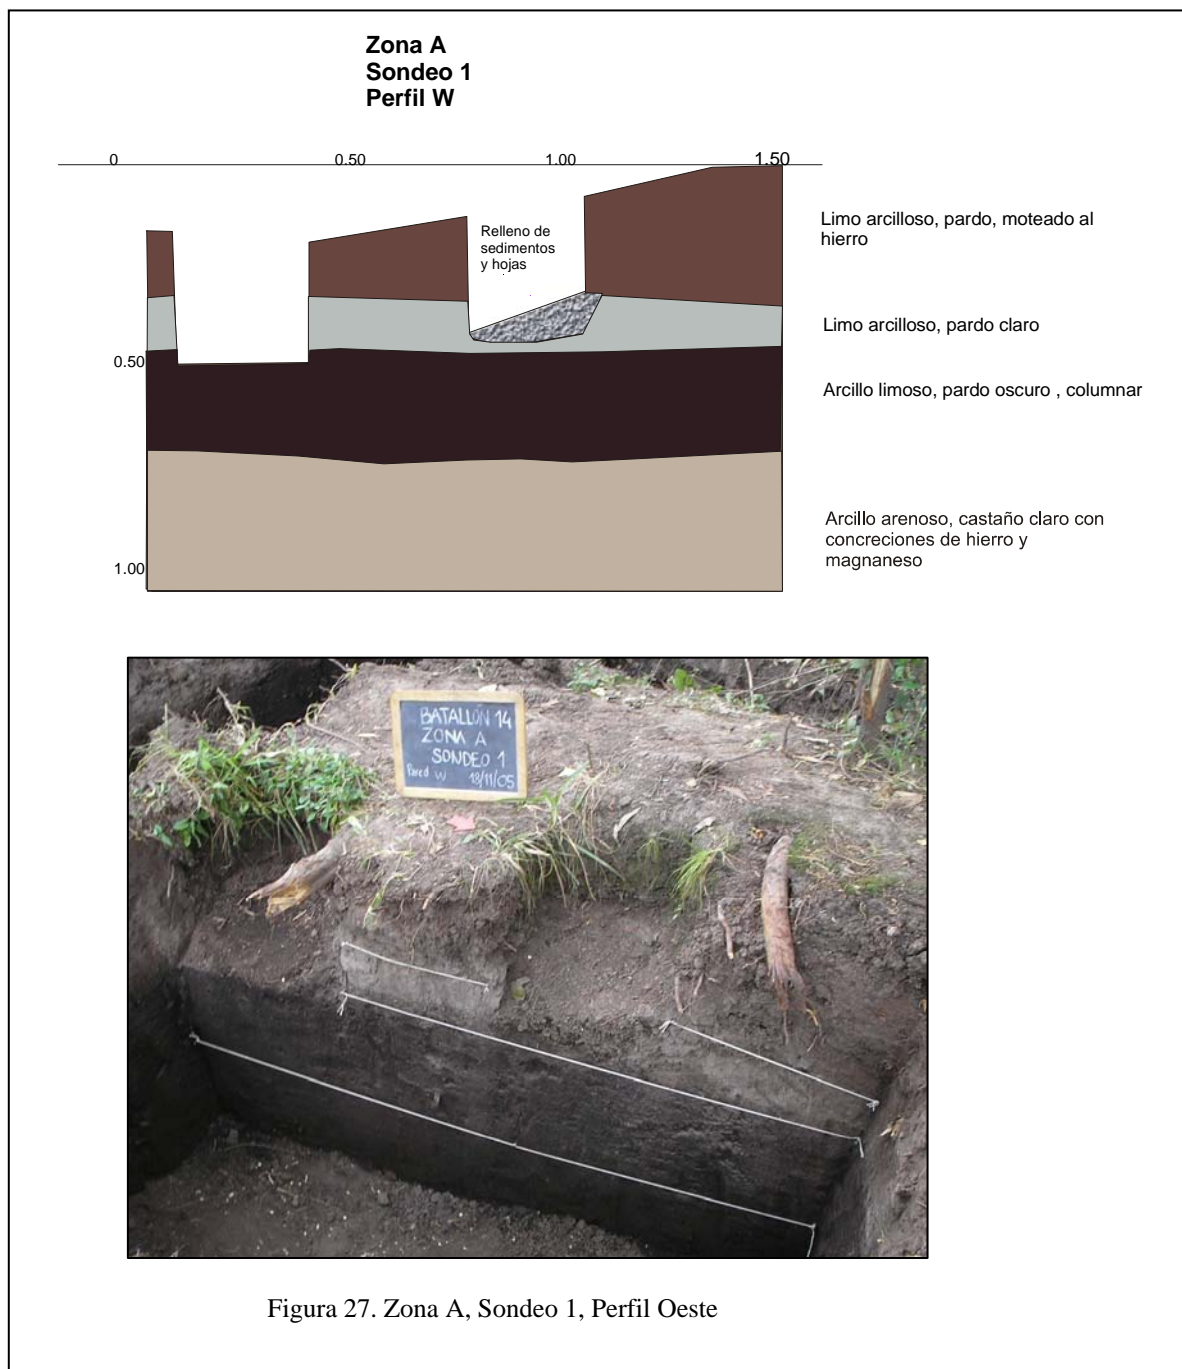 Zona A
Sondeo 1
Perfil W
0
0.50
1.00
1.50
Relleno de
sedimentos
y hojas
Limo arcilloso, pardo, moteado al
hierro
Limo arcilloso, pardo claro
0.50
Arcillo limoso, pardo oscuro , columnar
Arcillo arenoso, castaño claro con
concreciones de hierro y
magnaneso
1.00
BATALLÓN 14
ZONA A
SONDEO 1
Pared W 18/11/05
Figura 27. Zona A, Sondeo 1, Perfil Oeste